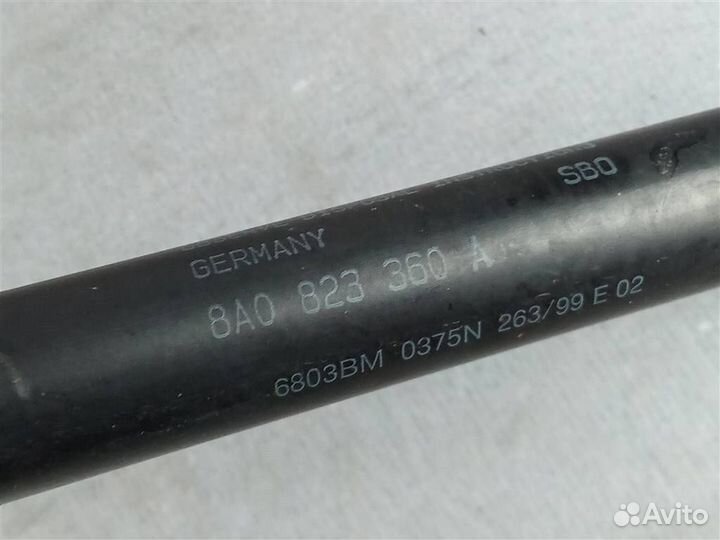 SBO
GERMANY
8A0 823 360 A
6803BM 0375N 263/99 E 02
Avito